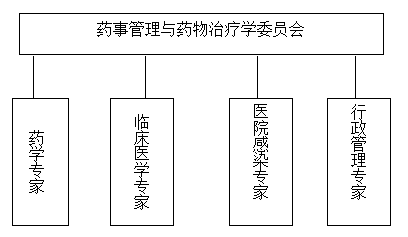 药事管理与药物治疗学委员会
药学专家
临床医学专家
医院感染专家
行政管理专家